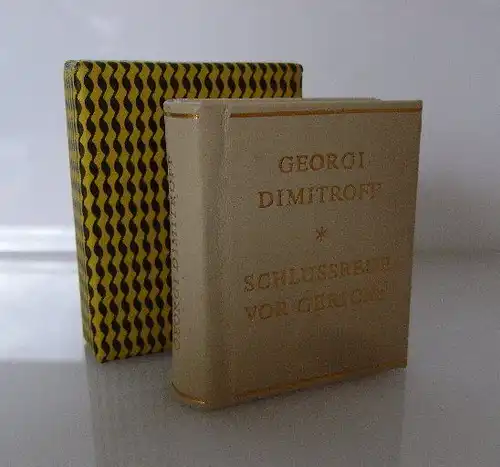 GEORGI
DIMITROFF
*
SCHLUSSREDE
VOR GERICHT
GEORGI DIMITROFF